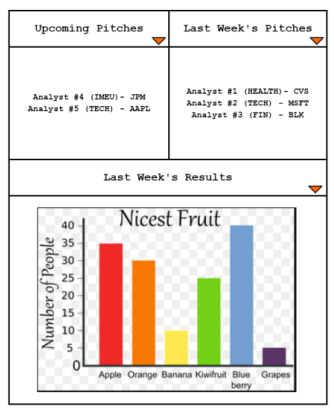 Upcoming Pitches
Last Week's Pitches
Analyst #4 (IMEU)- JPM
Analyst #5 (TECH) - AAPL
Analyst #1 (HEALTH)- CVS
Analyst #2 (TECH) - MSFT
Analyst #3 (FIN) - BLK
Last Week's Results
Nicest Fruit
Number of People
40
35
30
25
20
15
10
5
0
Apple Orange Banana Kiwifruit Blue Grapes
berry